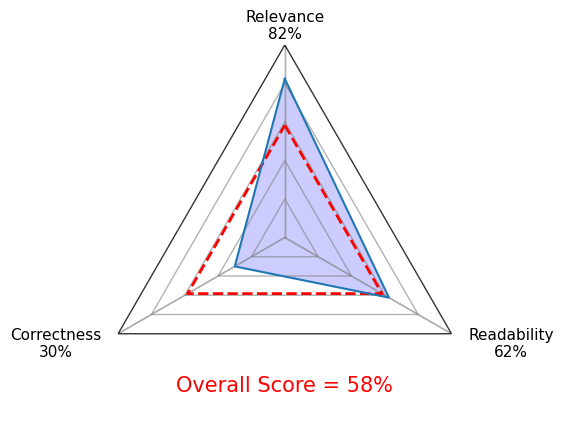 Relevance
82%
Correctness
30%
Readability
62%
Overall Score = 58%